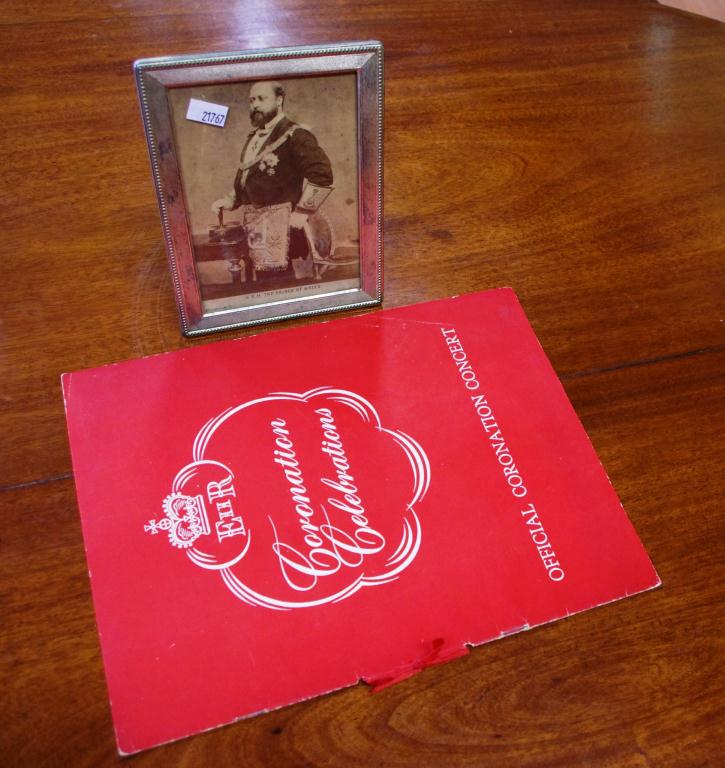 21767
H.R.H. THE PRINCE OF WALES
EIIR
Coronation
Celebrations
OFFICIAL CORONATION CONCERT